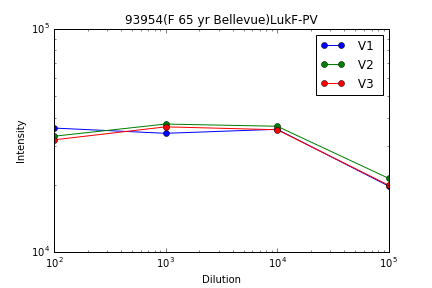 93954(F 65 yr Bellevue)LukF-PV
10^5
V1
V2
V3
Intensity
10^4
10^2 10^3 10^4 10^5
Dilution